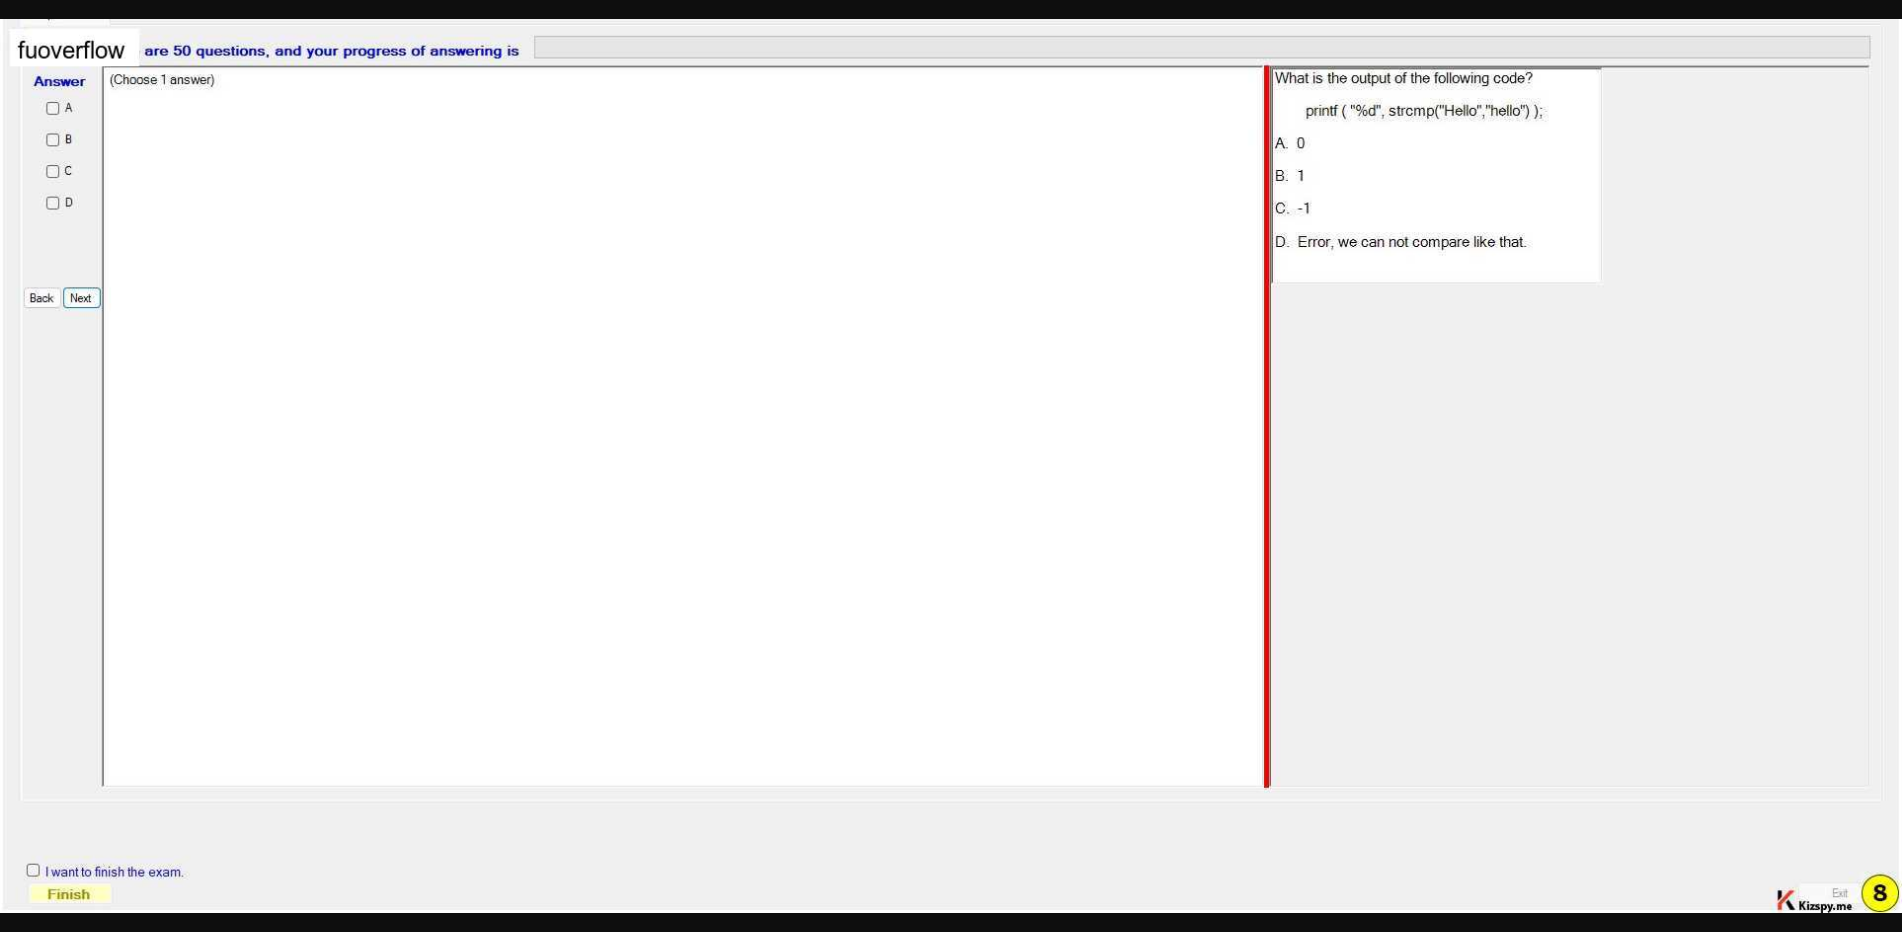 fuoverflow are 50 questions, and your progress of answering is
Answer
(Choose 1 answer)
A
B
C
D
Back Next
What is the output of the following code?
printf ( "%d", strcmp("Hello","hello") );
A. 0
B. 1
C. -1
D. Error, we can not compare like that.
I want to finish the exam.
Finish
Exit
Kizspy.me
8